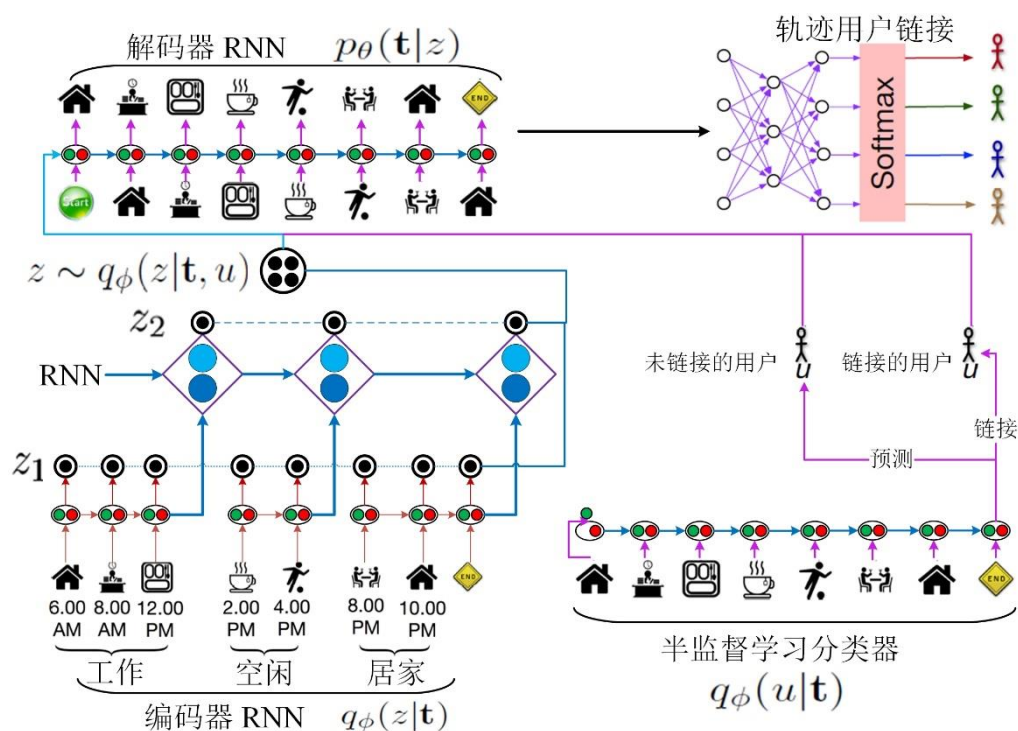 解码器 RNN pθ(𝐭|z)
轨迹用户链接
END
Start
Softmax
z ∼ qϕ(z|𝐭, u)
z₂
RNN
未链接的用户
u
链接的用户
u
链接
预测
z₁
END
6.00 AM
8.00 AM
12.00 PM
2.00 PM
4.00 PM
8.00 PM
10.00 PM
工作
空闲
居家
编码器 RNN qϕ(z|𝐭)
END
半监督学习分类器
qϕ(u|𝐭)